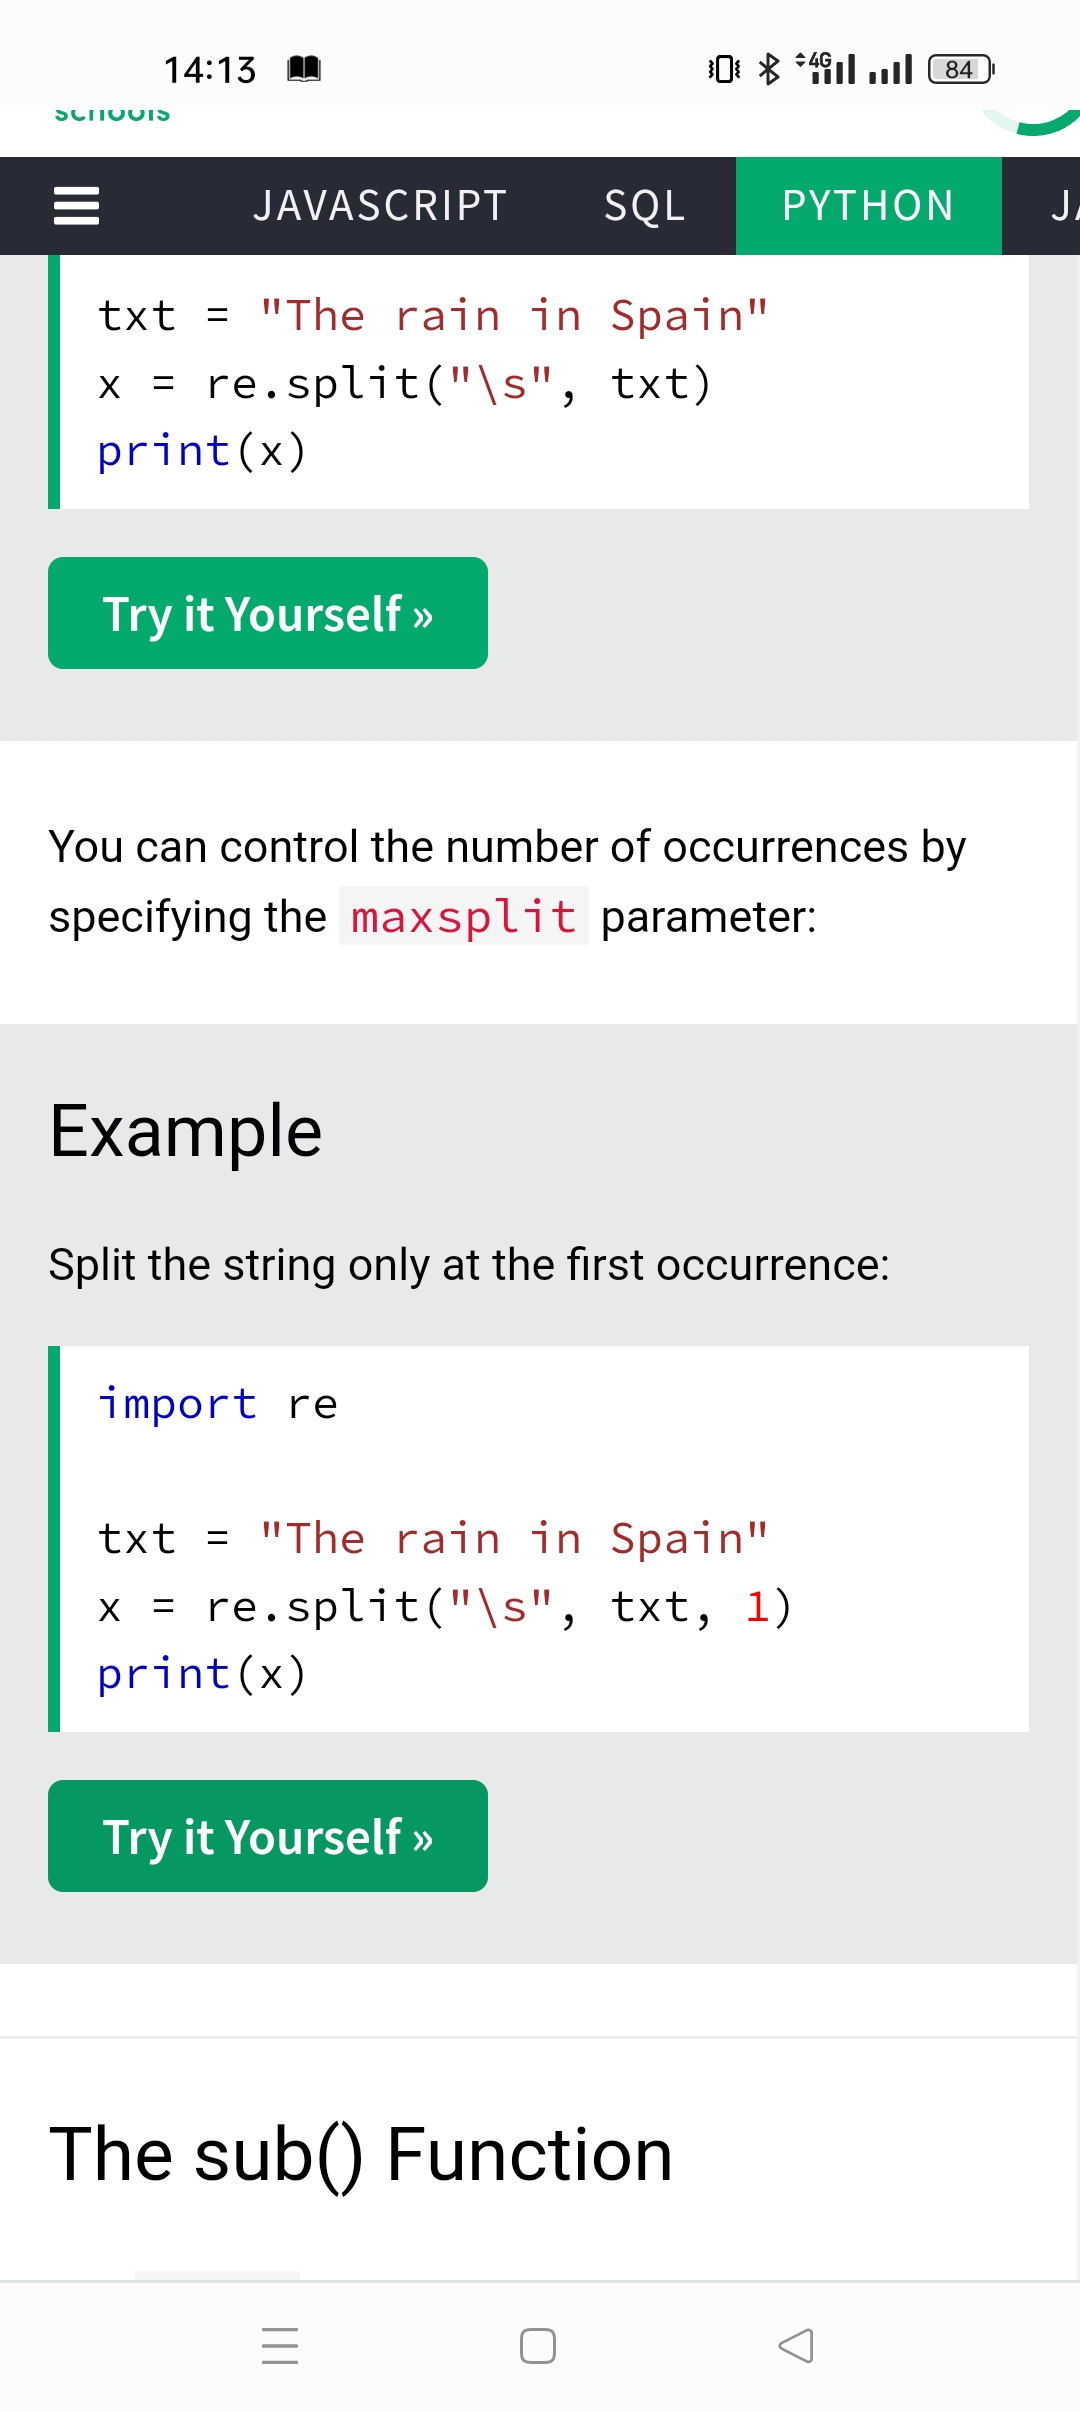 14:13 4G 84
schools
JAVASCRIPT SQL PYTHON
txt = "The rain in Spain"
x = re.split("\s", txt)
print(x)
Try it Yourself »
You can control the number of occurrences by
specifying the maxsplit parameter:
Example
Split the string only at the first occurrence:
import re
txt = "The rain in Spain"
x = re.split("\s", txt, 1)
print(x)
Try it Yourself »
The sub() Function